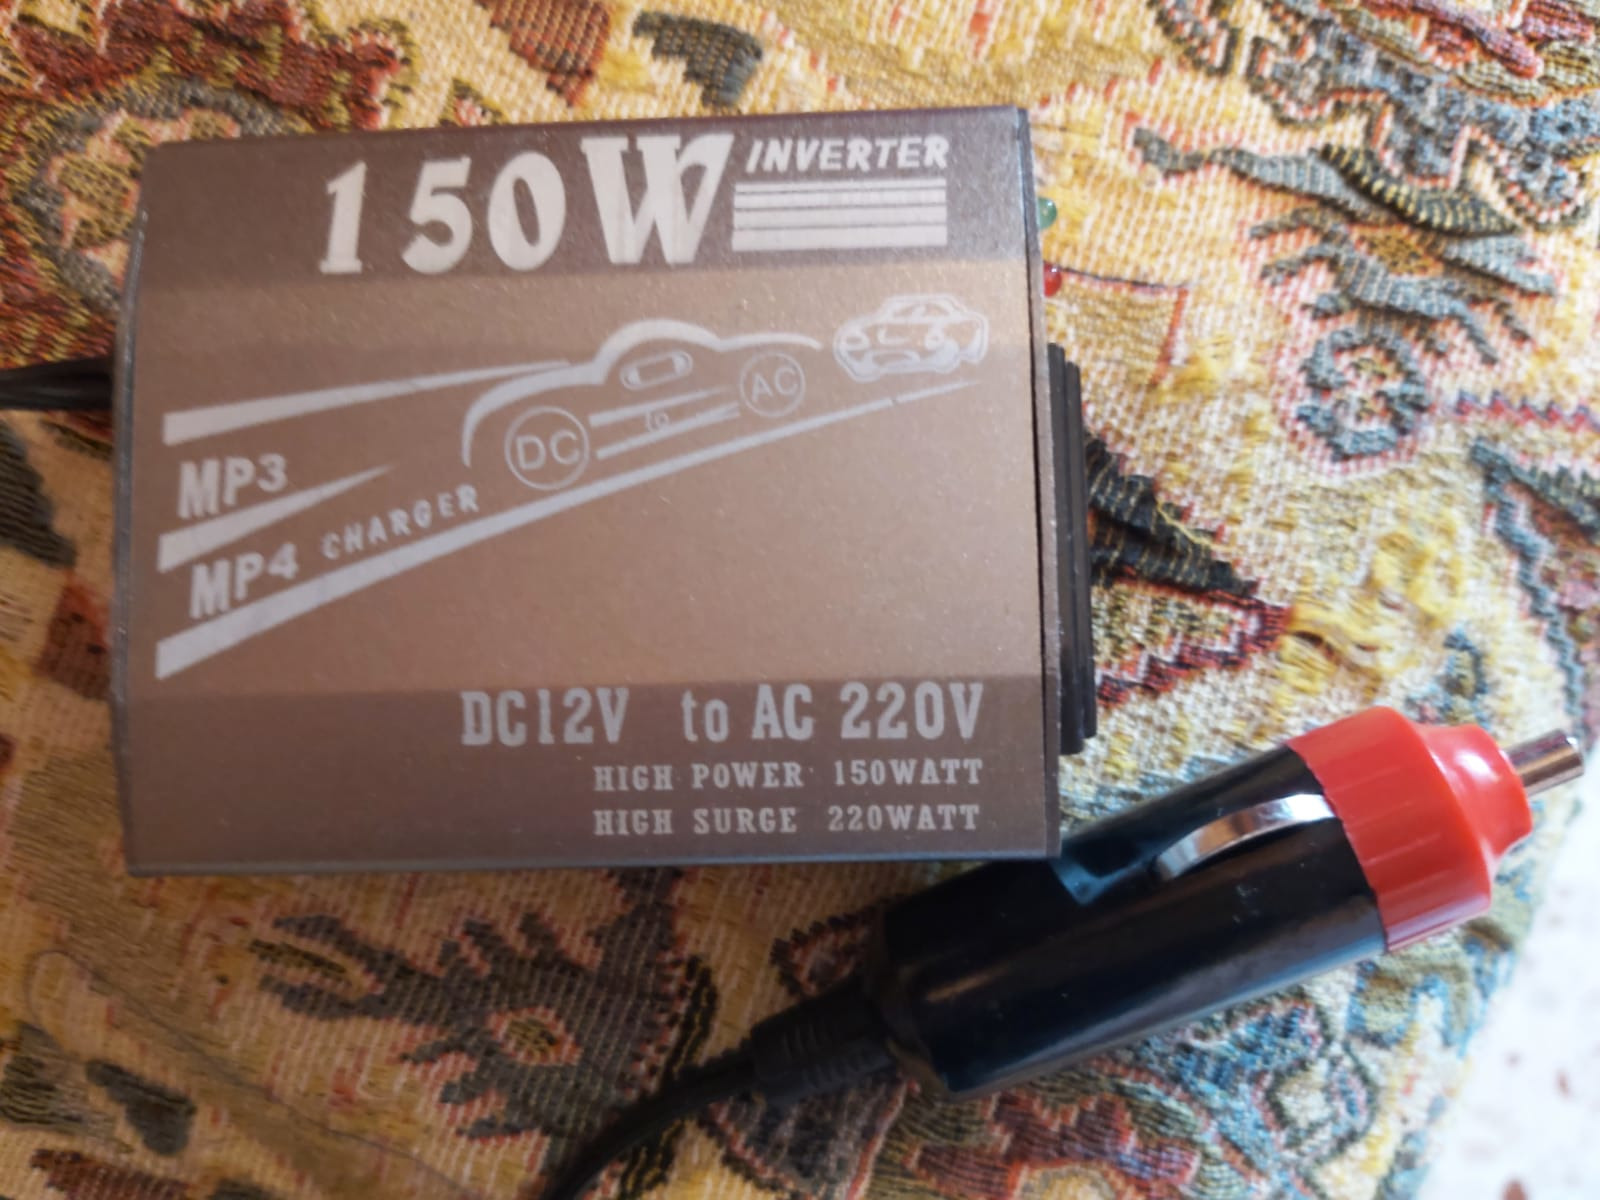 150W INVERTER
DC to AC
MP3
MP4 CHARGER
DC12V to AC 220V
HIGH POWER 150WATT
HIGH SURGE 220WATT